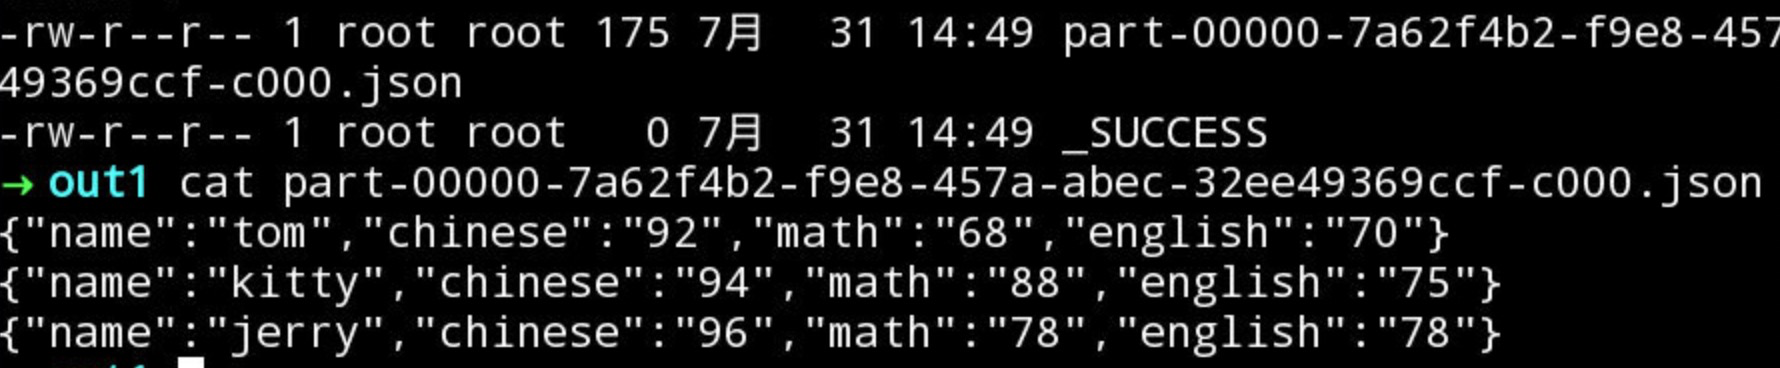 -rw-r--r-- 1 root root 175 7月   31 14:49 part-00000-7a62f4b2-f9e8-457
49369ccf-c000.json
-rw-r--r-- 1 root root   0 7月   31 14:49 _SUCCESS
→ out1 cat part-00000-7a62f4b2-f9e8-457a-abec-32ee49369ccf-c000.json
{"name":"tom","chinese":"92","math":"68","english":"70"}
{"name":"kitty","chinese":"94","math":"88","english":"75"}
{"name":"jerry","chinese":"96","math":"78","english":"78"}